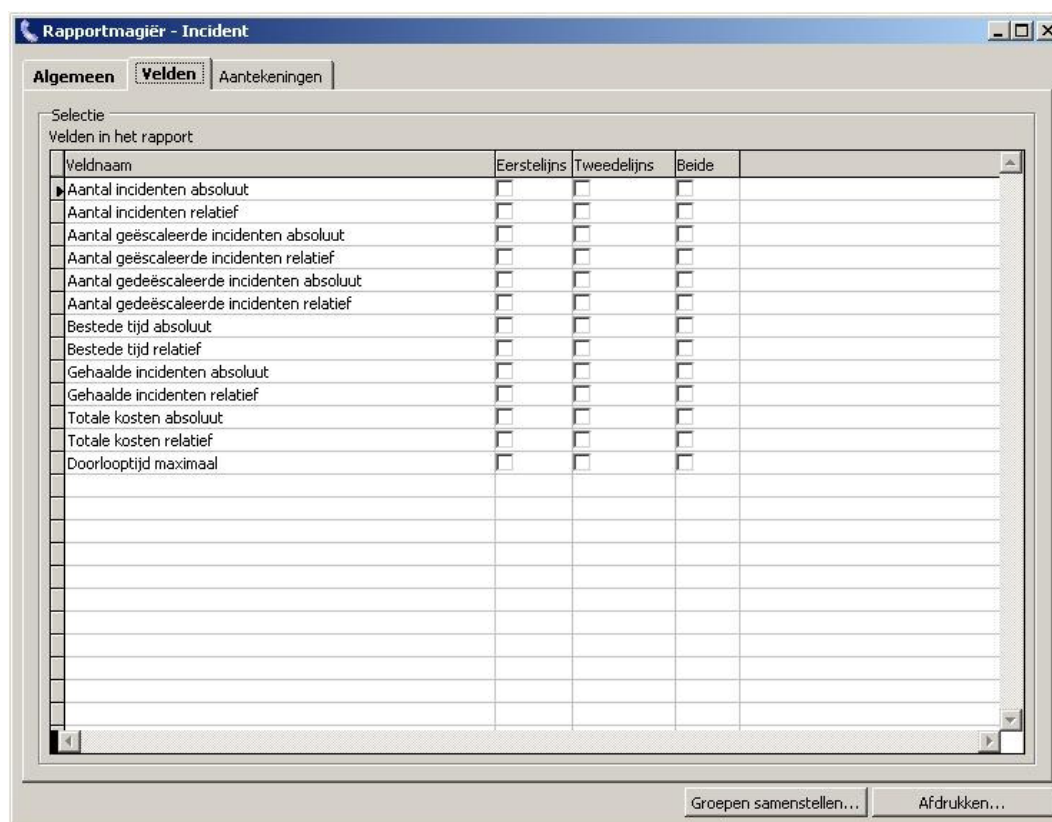 Rapportmagiër - Incident
Algemeen Velden Aantekeningen
Selectie
Velden in het rapport
Veldnaam Eerstelijns Tweedelijns Beide
Aantal incidenten absoluut
Aantal incidenten relatief
Aantal geëscaleerde incidenten absoluut
Aantal geëscaleerde incidenten relatief
Aantal gedeëscaleerde incidenten absoluut
Aantal gedeëscaleerde incidenten relatief
Bestede tijd absoluut
Bestede tijd relatief
Gehaalde incidenten absoluut
Gehaalde incidenten relatief
Totale kosten absoluut
Totale kosten relatief
Doorlooptijd maximaal
Groepen samenstellen... Afdrukken...